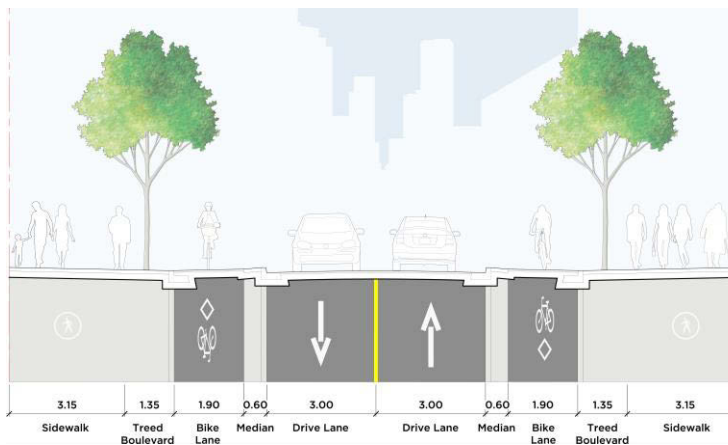 3.15 1.35 1.90 0.60 3.00 3.00 0.60 1.90 1.35 3.15
Sidewalk Treed Boulevard Bike Lane Median Drive Lane Drive Lane Median Bike Lane Treed Boulevard Sidewalk